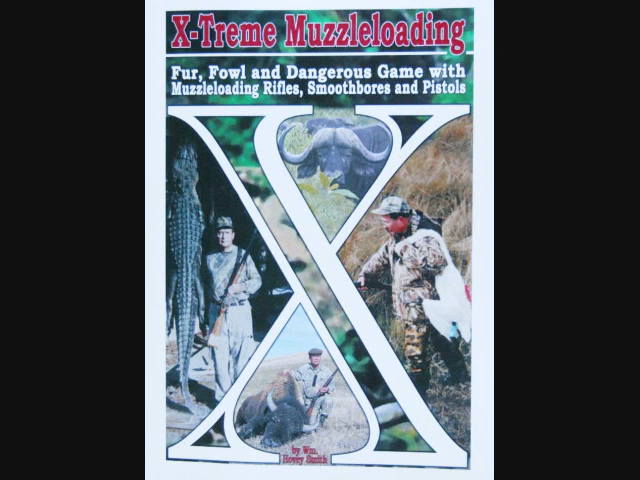 X-Treme Muzzleloading
Fur, Fowl and Dangerous Game with
Muzzleloading Rifles, Smoothbores and Pistols
X
by Wm.
Hovey Smith